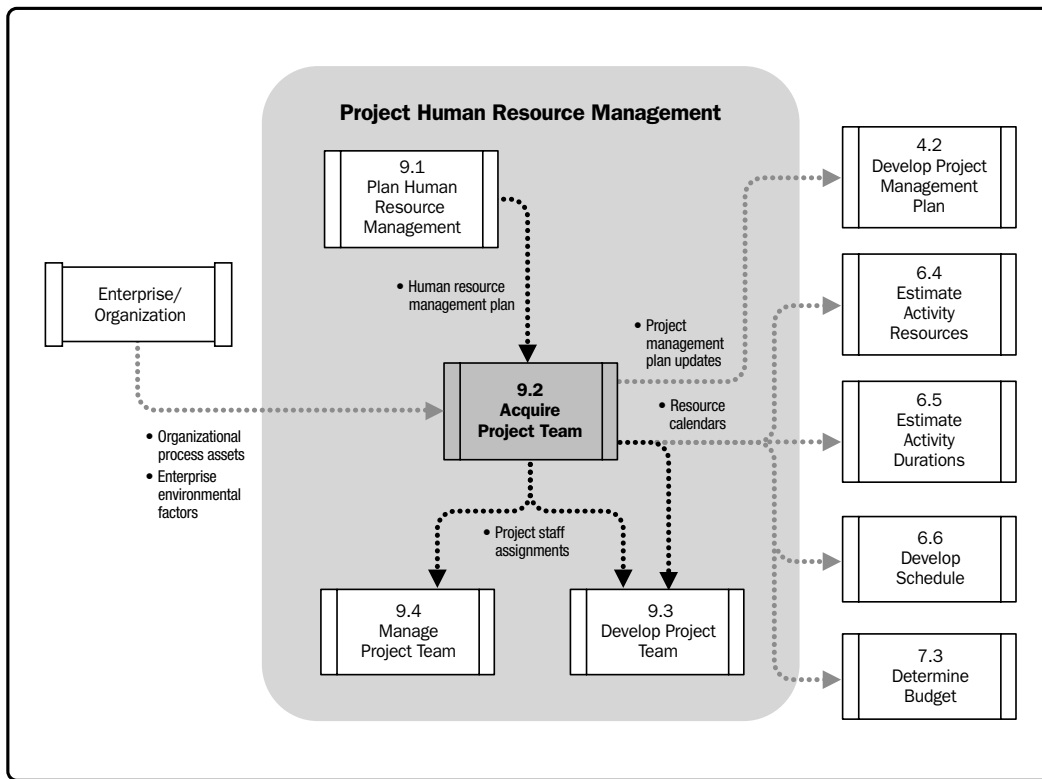 Project Human Resource Management
9.1
Plan Human
Resource
Management
4.2
Develop Project
Management
Plan
Enterprise/
Organization
• Human resource
management plan
• Project
management
plan updates
6.4
Estimate
Activity
Resources
9.2
Acquire
Project Team
• Resource
calendars
6.5
Estimate
Activity
Durations
• Organizational
process assets
• Enterprise
environmental
factors
• Project staff
assignments
6.6
Develop
Schedule
9.4
Manage
Project Team
9.3
Develop Project
Team
7.3
Determine
Budget